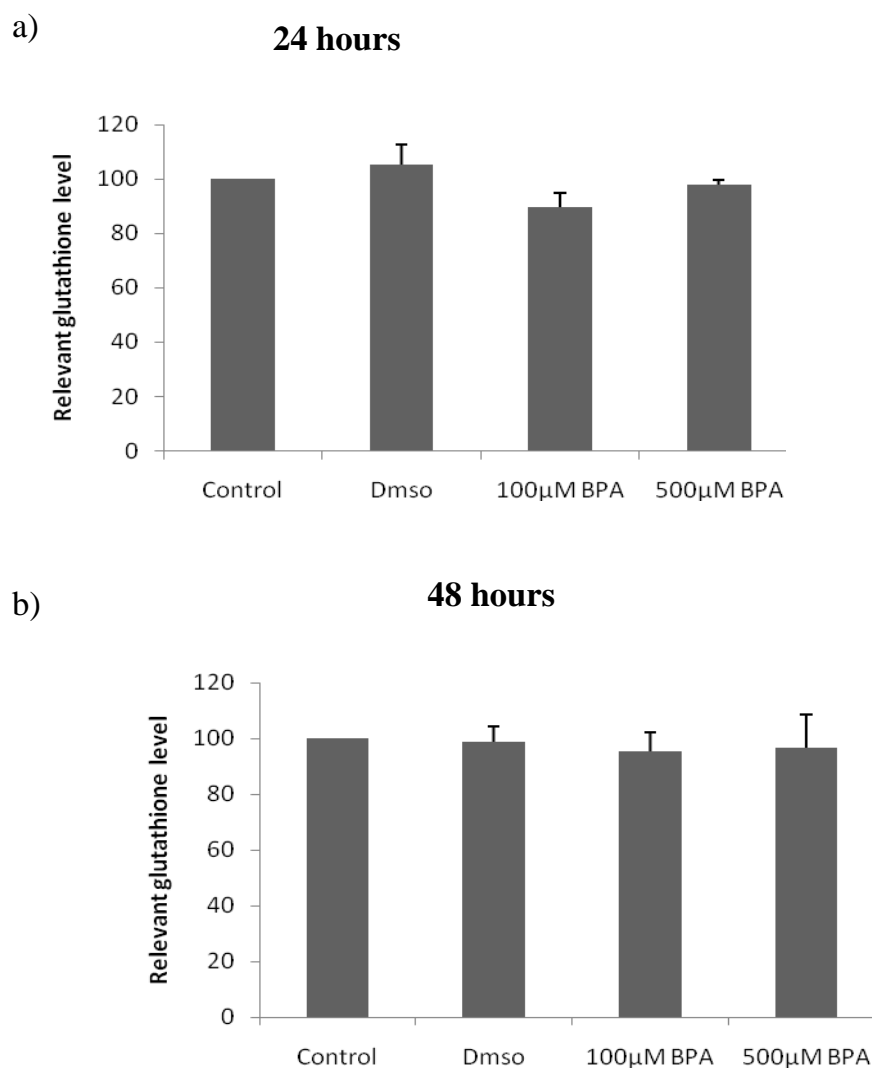 a)
24 hours
Relevant glutathione level
120
100
80
60
40
20
0
Control Dmso 100µM BPA 500µM BPA
b)
48 hours
Relevant glutathione level
120
100
80
60
40
20
0
Control Dmso 100µM BPA 500µM BPA